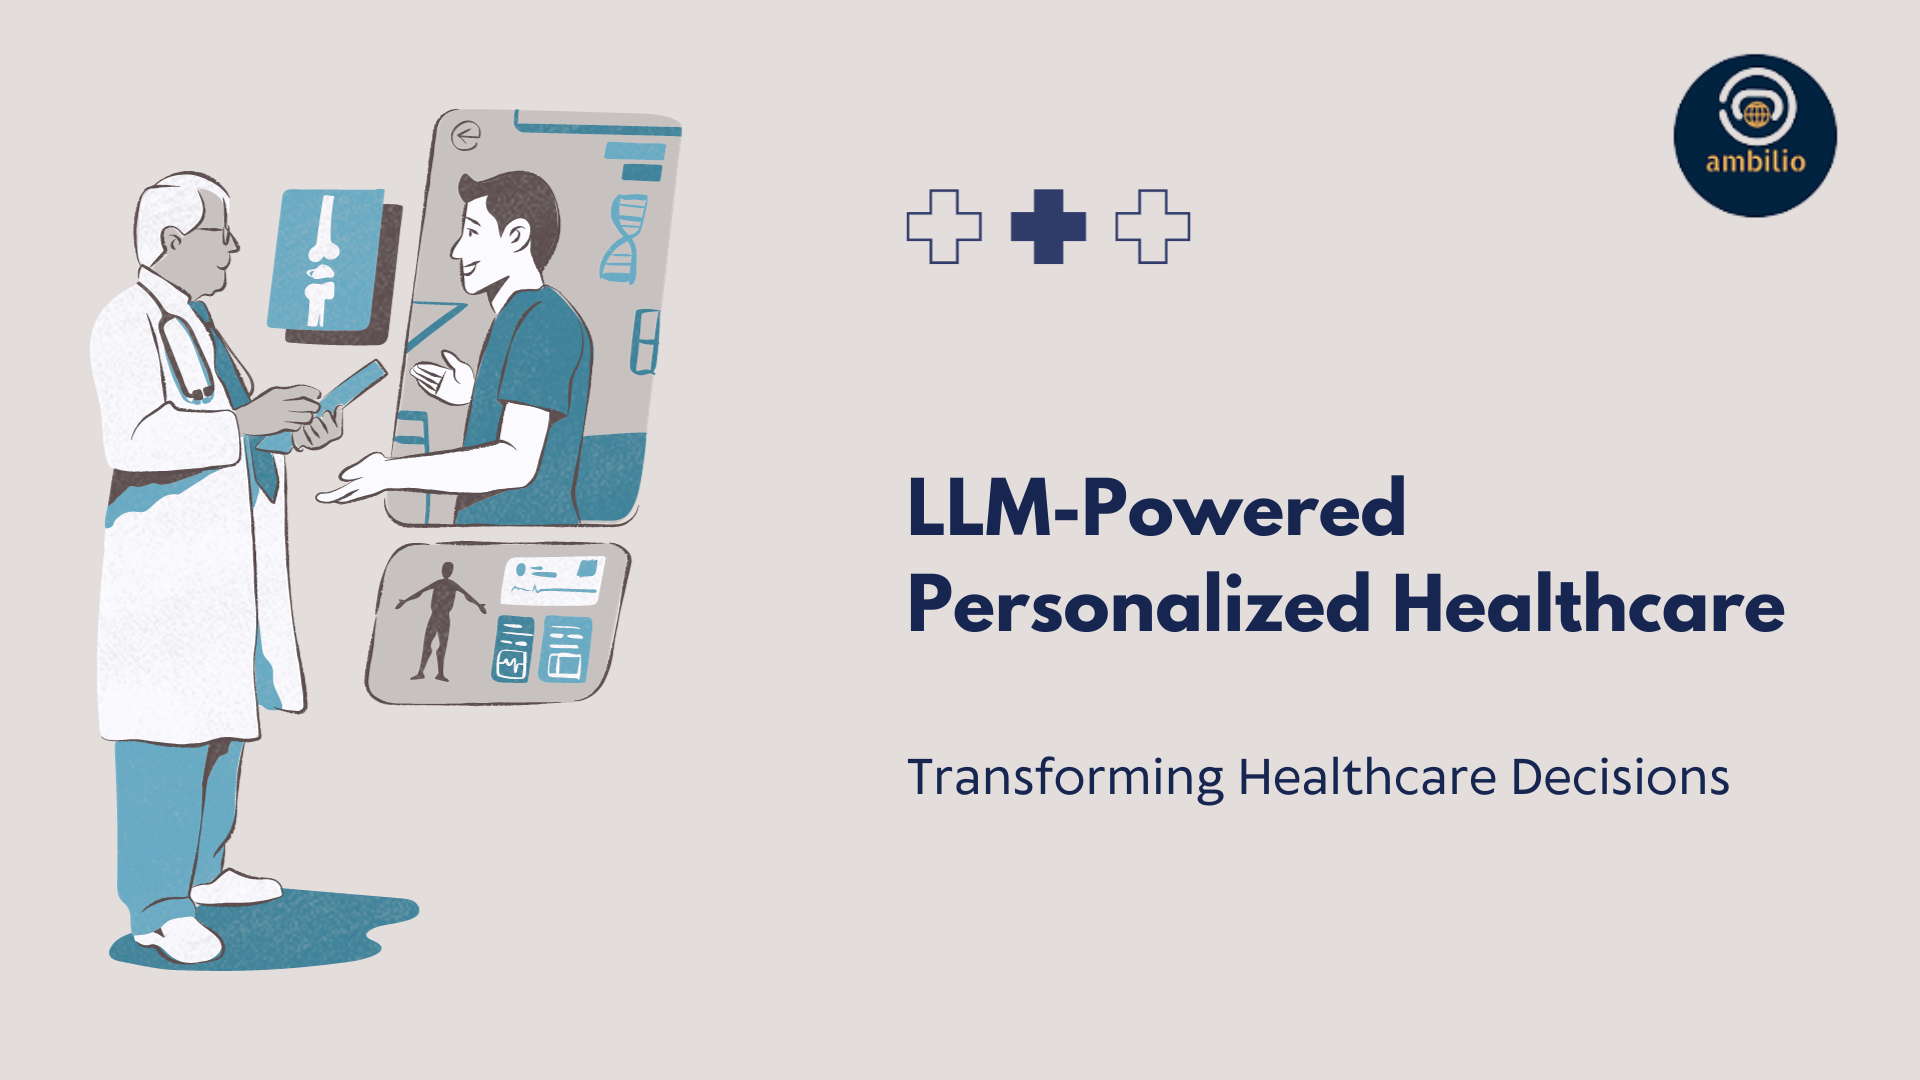 ambilio
LLM-Powered
Personalized Healthcare
Transforming Healthcare Decisions